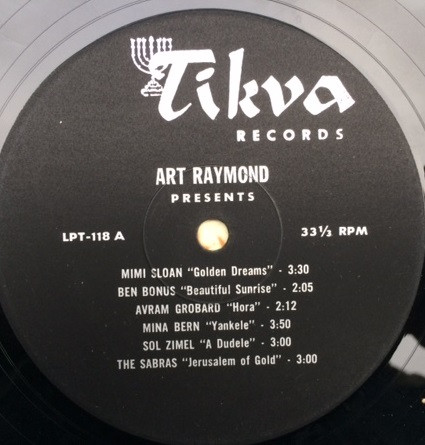 Tikva
RECORDS
ART RAYMOND
PRESENTS
LPT-118 A
33⅓ RPM
MIMI SLOAN "Golden Dreams" - 3:30
BEN BONUS "Beautiful Sunrise" - 2:05
AVRAM GROBARD "Hora" - 2:12
MINA BERN "Yankele" - 3:50
SOL ZIMEL "A Dudele" - 3:00
THE SABRAS "Jerusalem of Gold" - 3:00